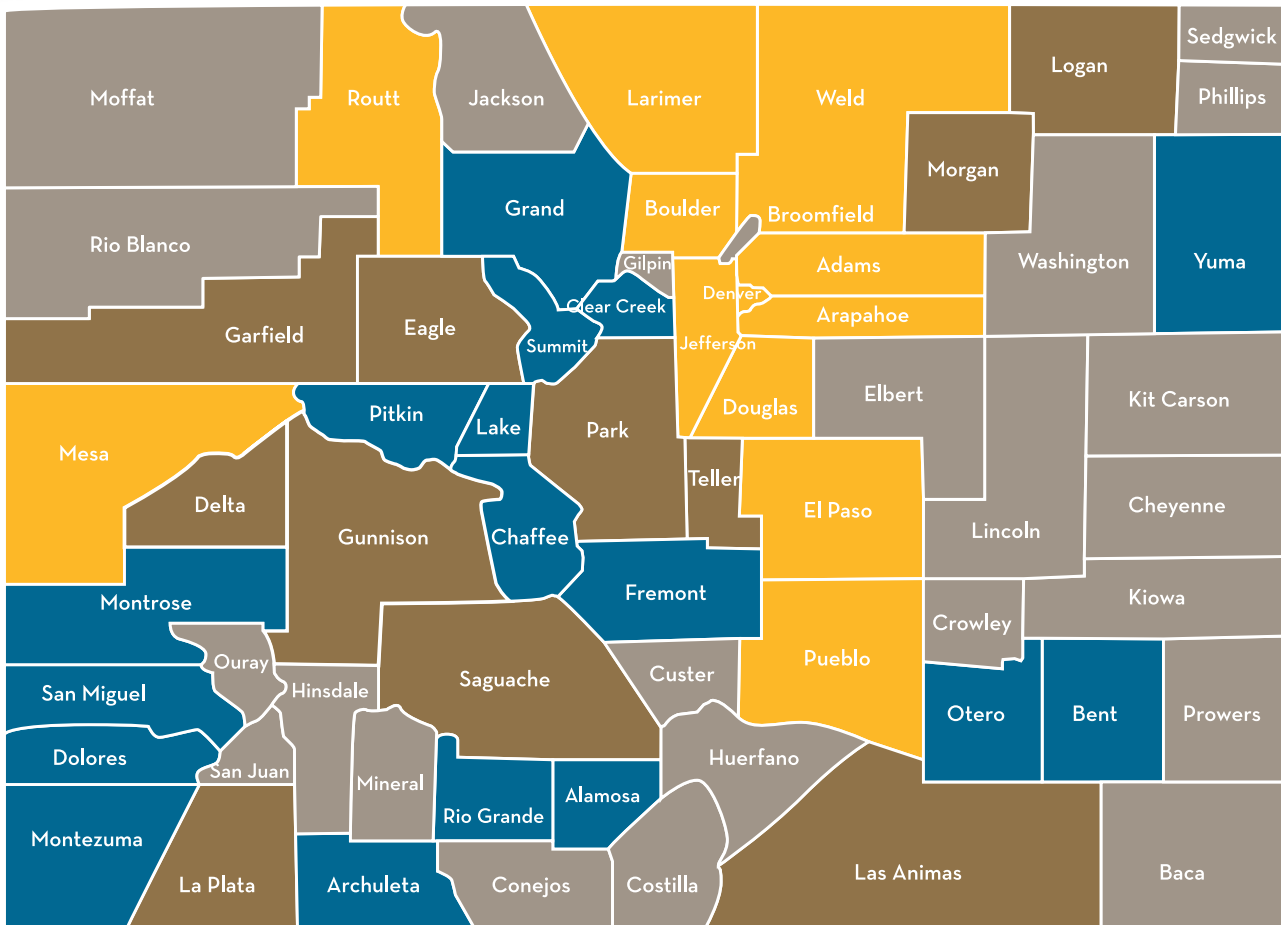 Sedgwick
Logan
Moffat
Routt
Jackson
Larimer
Weld
Phillips
Morgan
Grand
Boulder
Broomfield
Rio Blanco
Gilpin
Adams
Washington
Yuma
Denver
Clear Creek
Arapahoe
Garfield
Eagle
Summit
Jefferson
Elbert
Kit Carson
Pitkin
Lake
Park
Douglas
Mesa
Teller
Delta
Cheyenne
El Paso
Gunnison
Chaffee
Lincoln
Montrose
Fremont
Kiowa
Crowley
Ouray
Pueblo
Custer
Saguache
San Miguel
Hinsdale
Otero
Bent
Prowers
Dolores
San Juan
Huerfano
Mineral
Alamosa
Rio Grande
Montezuma
La Plata
Archuleta
Conejos
Costilla
Las Animas
Baca